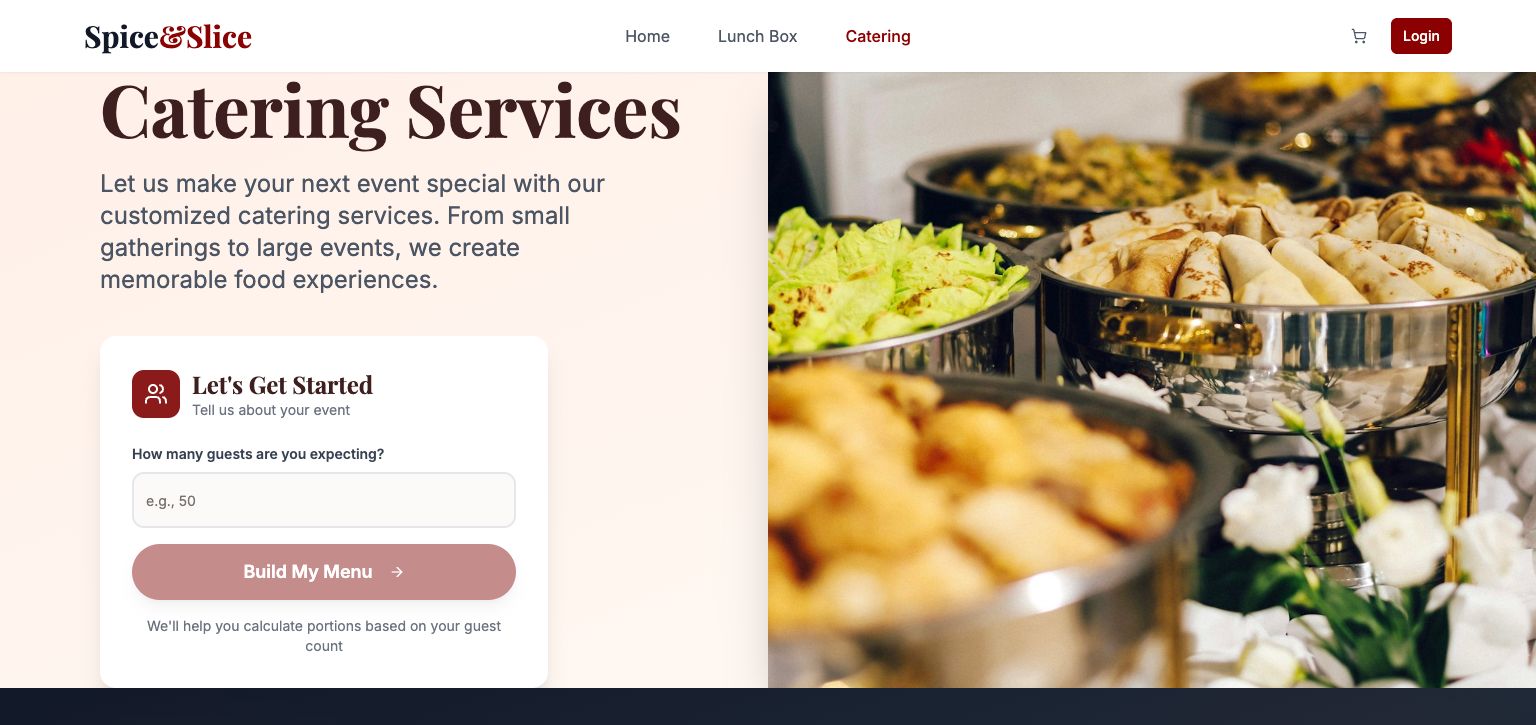 Spice&Slice
Home
Lunch Box
Catering
Login
Catering Services
Let us make your next event special with our
customized catering services. From small
gatherings to large events, we create
memorable food experiences.
Let's Get Started
Tell us about your event
How many guests are you expecting?
e.g., 50
Build My Menu →
We'll help you calculate portions based on your guest
count